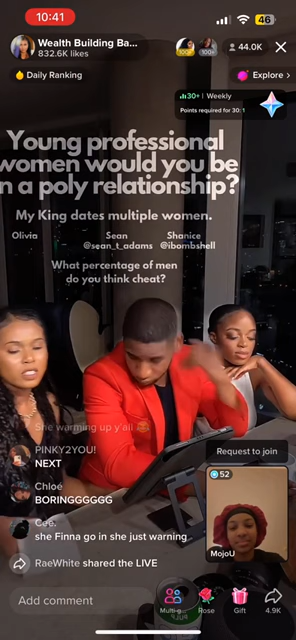 10:41
46
Wealth Building Ba...
832.6K likes
100+
44.0K
Daily Ranking
Explore >
30+ | Weekly
Points required for 30: 1
Young professional
women would you be
n a poly relationship?
My King dates multiple women.
Olivia
Sean
@sean_t_adams
Shanice
@ibombshell
What percentage of men
do you think cheat?
She warming up y'all
PINKY2YOU!
NEXT
Chloé
BORINGGGGGG
Cee.
she Finna go in she just warning
RaeWhite shared the LIVE
Request to join
52
MojoU
Add comment
Multi-g...
Rose
Gift
4.9K